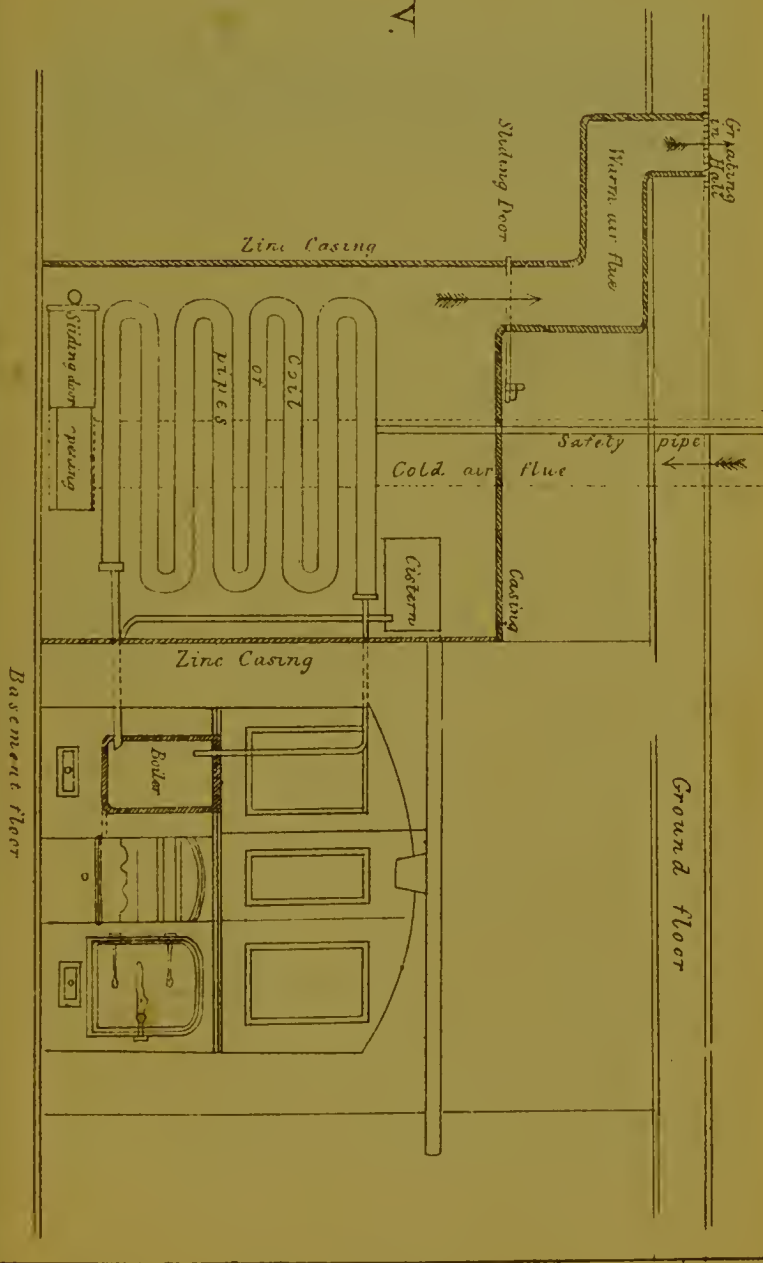 V.
Grating
in Hall
Warm air flue
Sliding Door
Zinc Casing
Coil
of
pipes
Sliding door
opening
Safety pipe
Cold air flue
Cistern
Casing
Zinc Casing
Boiler
Ground floor
Basement floor